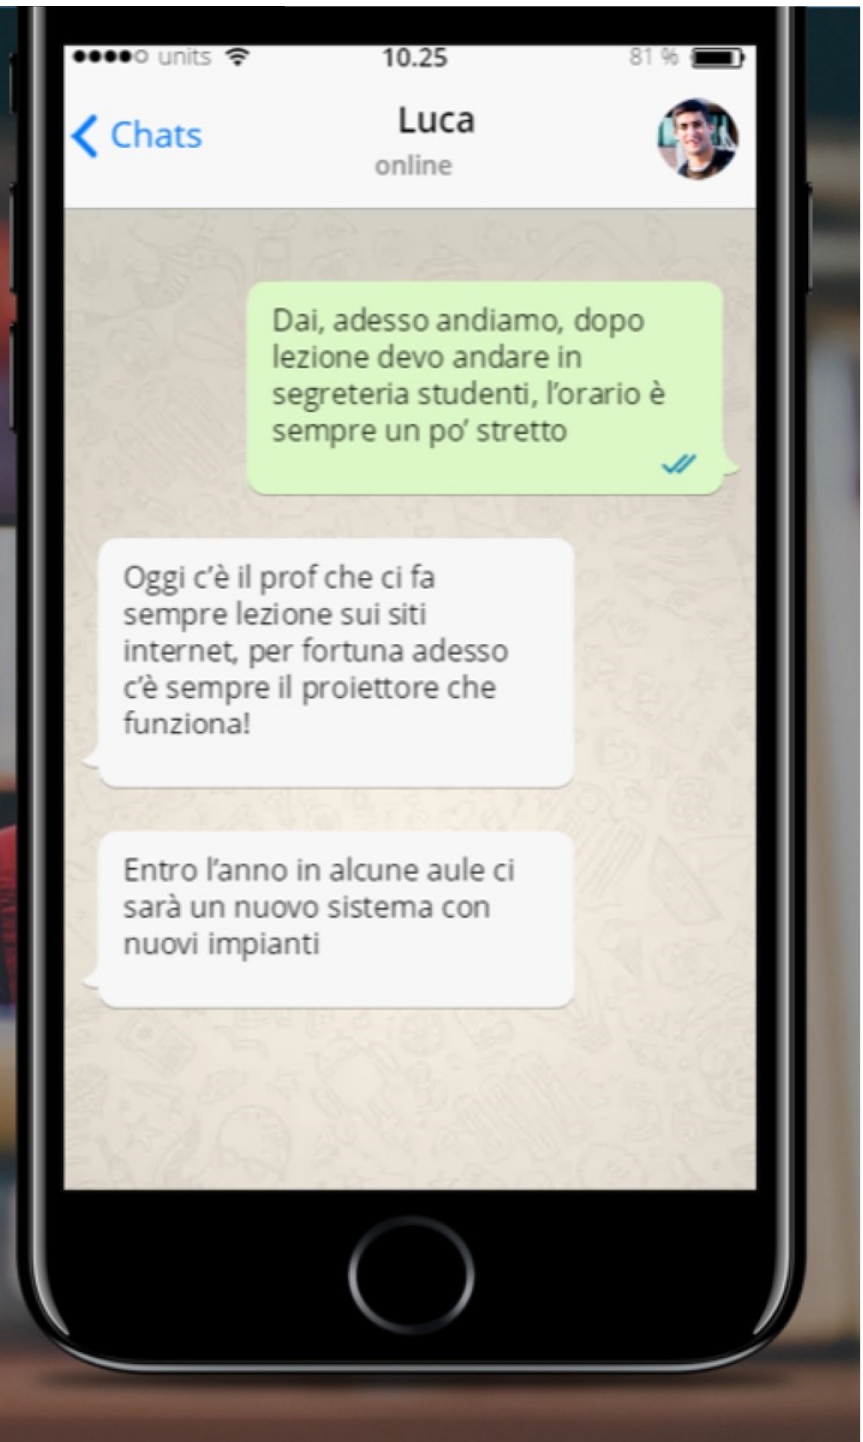 units 10.25 81 %
Chats Luca
online
Dai, adesso andiamo, dopo
lezione devo andare in
segreteria studenti, l'orario è
sempre un po' stretto
Oggi c'è il prof che ci fa
sempre lezione sui siti
internet, per fortuna adesso
c'è sempre il proiettore che
funziona!
Entro l'anno in alcune aule ci
sarà un nuovo sistema con
nuovi impianti